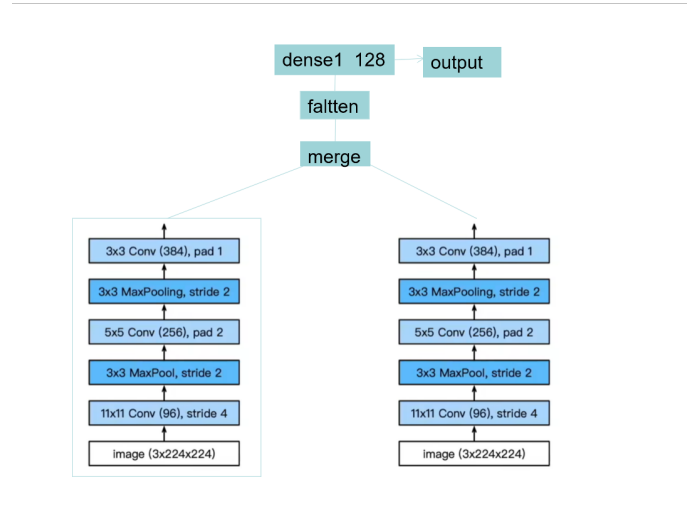 dense1 128
output
faltten
merge
3x3 Conv (384), pad 1
3x3 MaxPooling, stride 2
5x5 Conv (256), pad 2
3x3 MaxPool, stride 2
11x11 Conv (96), stride 4
image (3x224x224)
3x3 Conv (384), pad 1
3x3 MaxPooling, stride 2
5x5 Conv (256), pad 2
3x3 MaxPool, stride 2
11x11 Conv (96), stride 4
image (3x224x224)